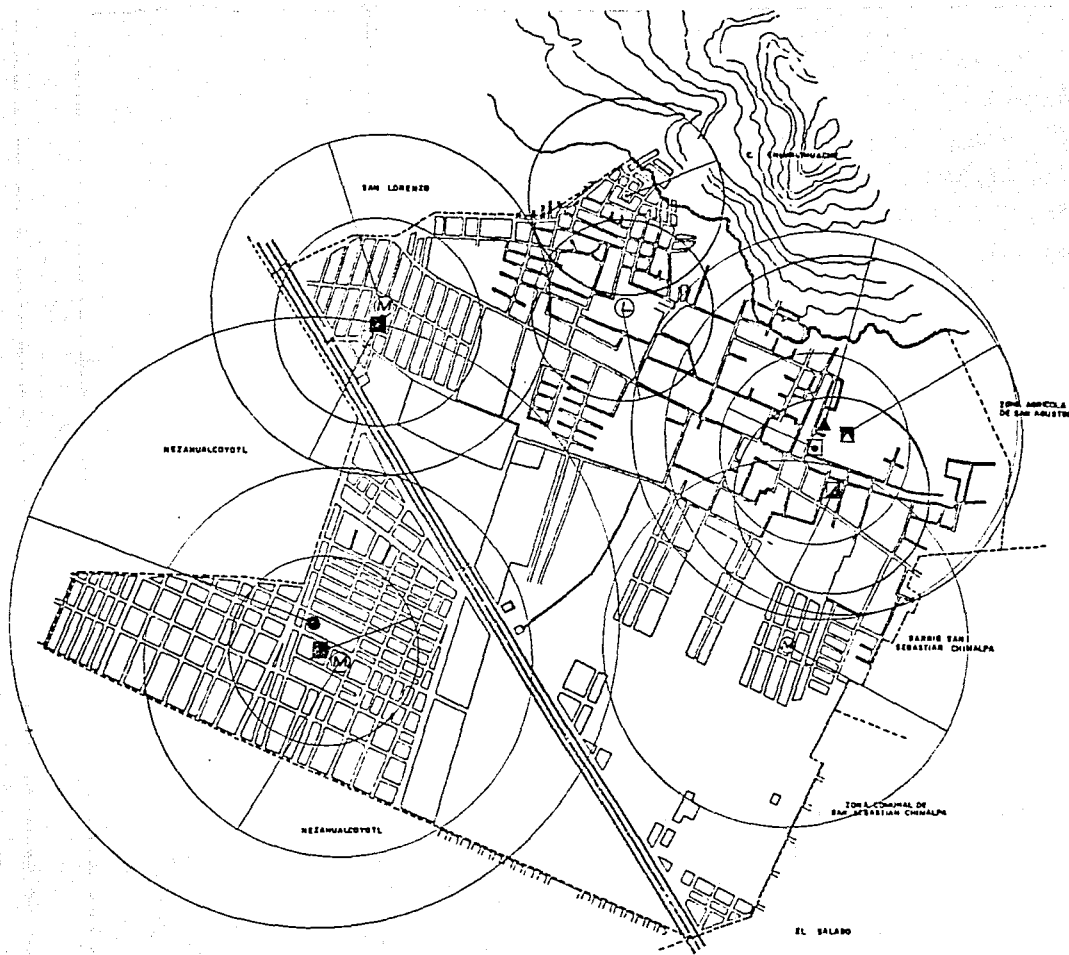 SAN LORENZO
C.
M
L
ZONA AGRICOLA
DE SAN AGUSTIN
NEZAHUALCOYOTL
BARRIO SAN
SEBASTIAN CHIMALPA
M
M
ZONA COMUNAL DE
SAN SEBASTIAN CHIMALPA
NEZAHUALCOYOTL
EL SALADO